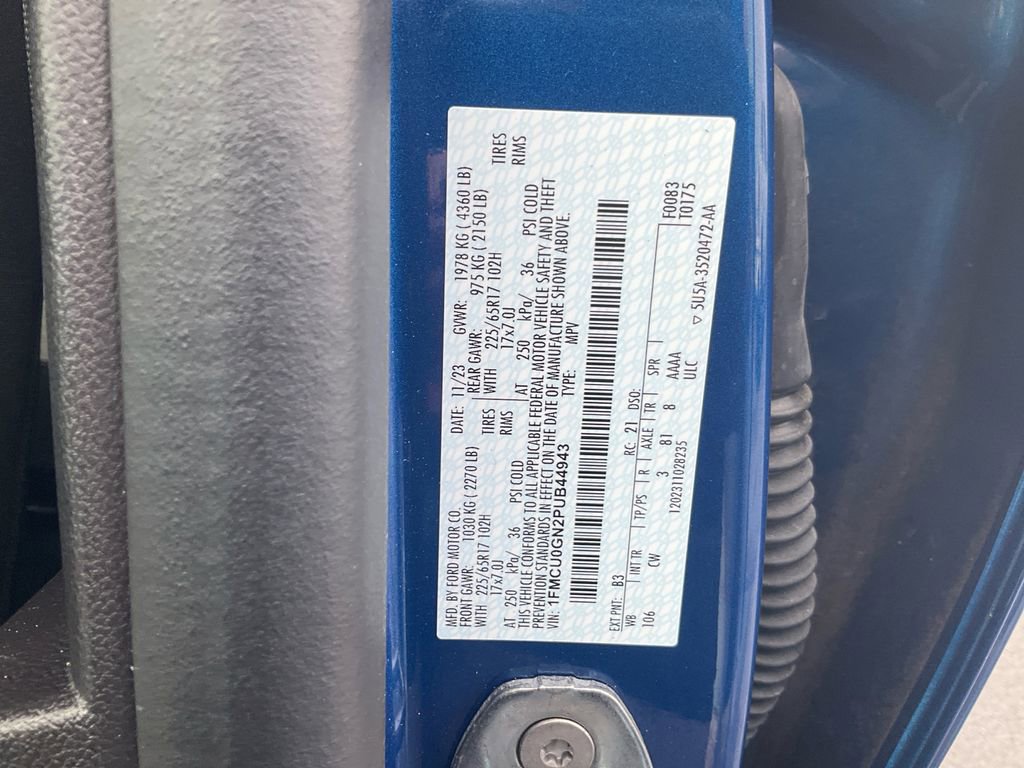 MFD. BY FORD MOTOR CO.
DATE: 11/23 GVWR: 1978 KG ( 4360 LB)
FRONT GAWR: 1030 KG ( 2270 LB) REAR GAWR: 975 KG ( 2150 LB)
WITH 225/65R17 102H TIRES WITH 225/65R17 102H TIRES
17x7.0J RIMS 17x7.0J RIMS
AT 250 kPa/ 36 PSI COLD AT 250 kPa/ 36 PSI COLD
THIS VEHICLE CONFORMS TO ALL APPLICABLE FEDERAL MOTOR VEHICLE SAFETY AND THEFT
PREVENTION STANDARDS IN EFFECT ON THE DATE OF MANUFACTURE SHOWN ABOVE.
VIN: 1FMCU0GN2PUB44943 TYPE: MPV
EXT PNT: B3 RC: 21 DSO: F0083
WB INT TR TP/PS R AXLE TR SPR T0175
106 CW 3 81 8 AAAA
1202311028235 ULC ▽ 5U5A-3520472-AA